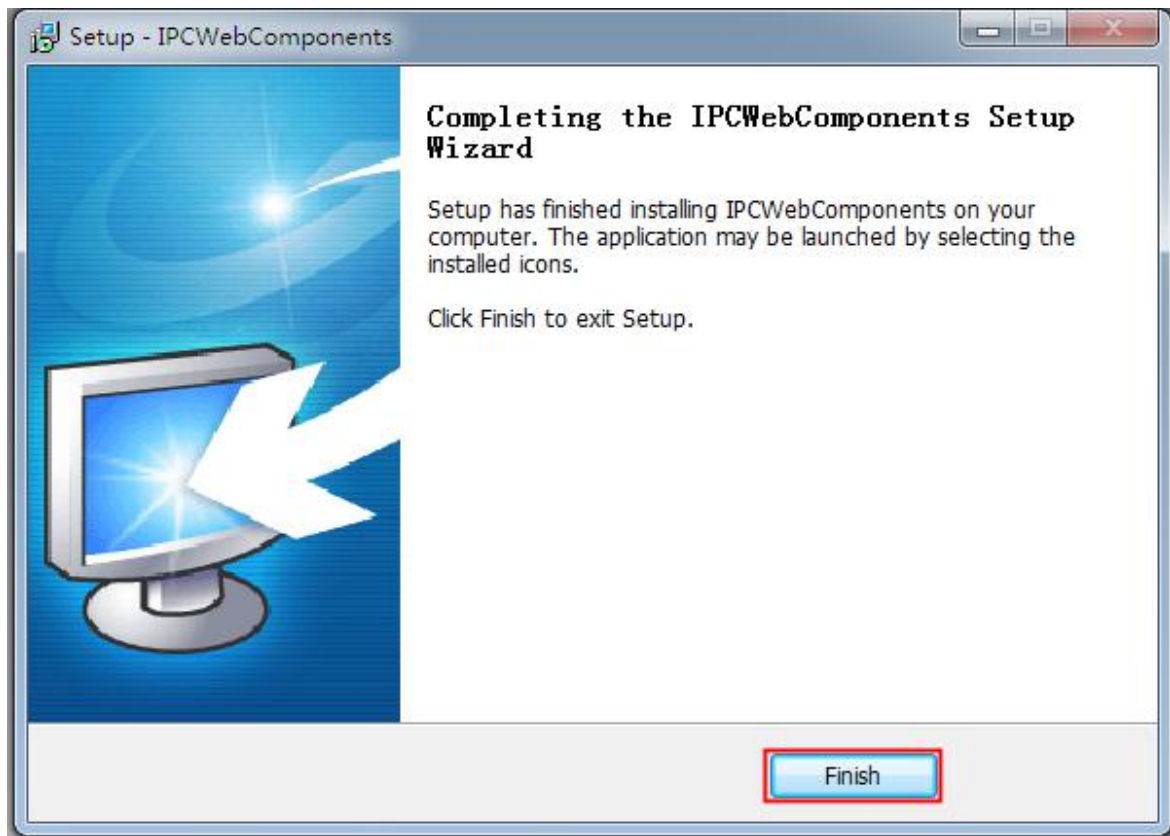 Setup - IPCWebComponents
Completing the IPCWebComponents Setup
Wizard
Setup has finished installing IPCWebComponents on your
computer. The application may be launched by selecting the
installed icons.
Click Finish to exit Setup.
Finish